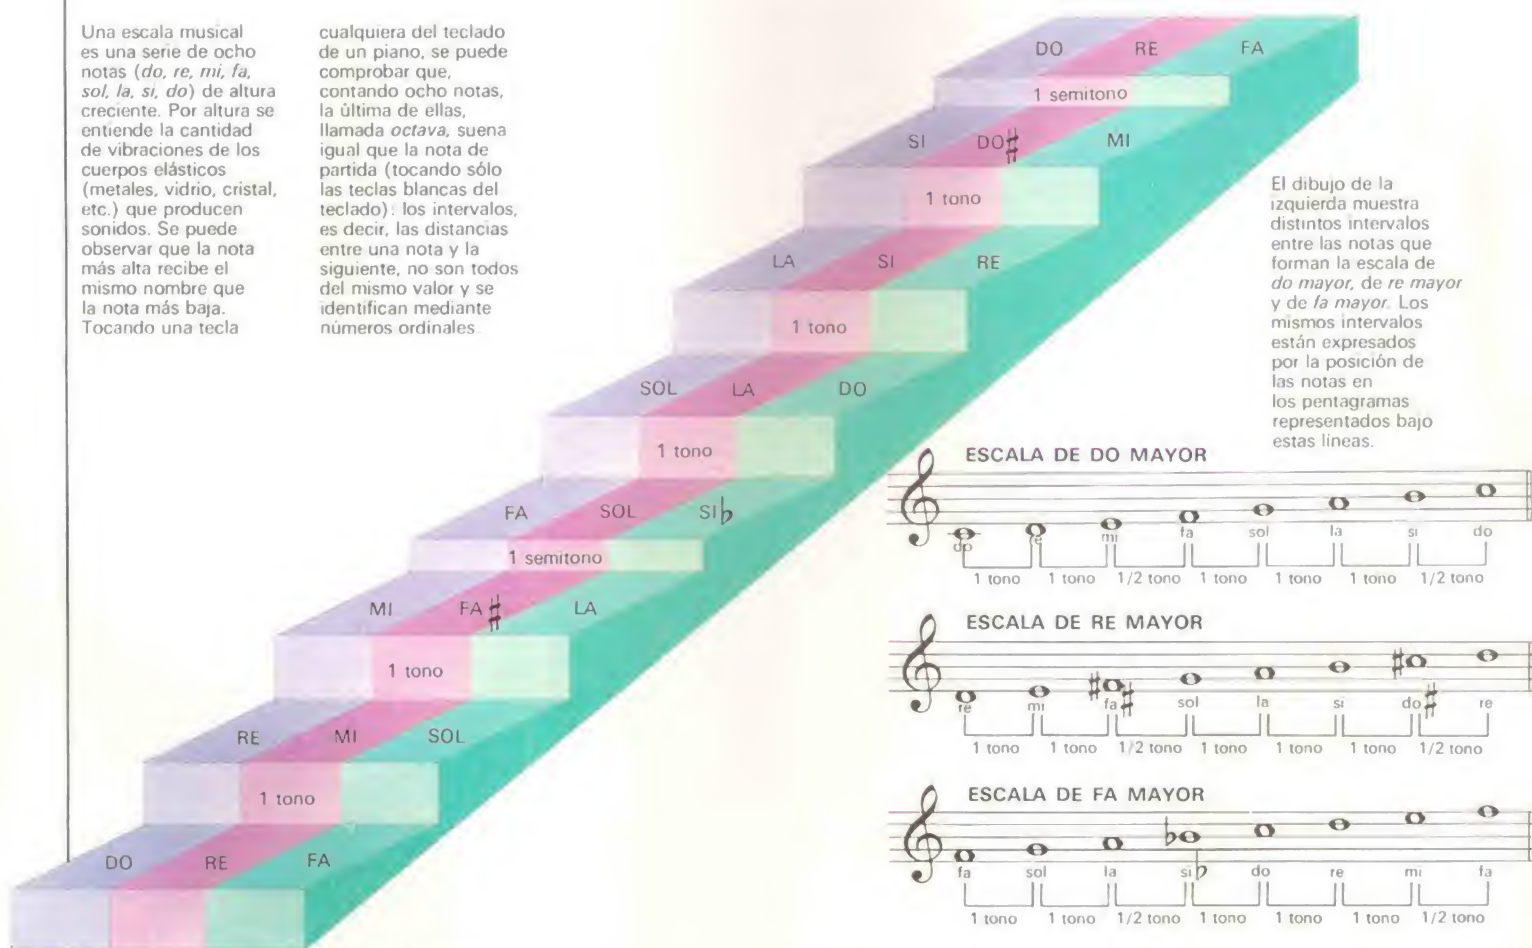 Una escala musical
es una serie de ocho
notas (do, re, mi, fa,
sol, la, si, do) de altura
creciente. Por altura se
entiende la cantidad
de vibraciones de los
cuerpos elásticos
(metales, vidrio, cristal,
etc.) que producen
sonidos. Se puede
observar que la nota
más alta recibe el
mismo nombre que
la nota más baja.
Tocando una tecla
cualquiera del teclado
de un piano, se puede
comprobar que,
contando ocho notas,
la última de ellas,
llamada octava, suena
igual que la nota de
partida (tocando sólo
las teclas blancas del
teclado): los intervalos,
es decir, las distancias
entre una nota y la
siguiente, no son todos
del mismo valor y se
identifican mediante
números ordinales.
DO RE FA
1 semitono
SI DO♯ MI
1 tono
LA SI RE
1 tono
SOL LA DO
1 tono
FA SOL SI♭
1 semitono
MI FA♯ LA
1 tono
RE MI SOL
1 tono
DO RE FA
El dibujo de la
izquierda muestra
distintos intervalos
entre las notas que
forman la escala de
do mayor, de re mayor
y de fa mayor. Los
mismos intervalos
están expresados
por la posición de
las notas en
los pentagramas
representados bajo
estas líneas.
ESCALA DE DO MAYOR
do re mi fa sol la si do
1 tono 1 tono 1/2 tono 1 tono 1 tono 1 tono 1/2 tono
ESCALA DE RE MAYOR
re mi fa♯ sol la si do♯ re
1 tono 1 tono 1/2 tono 1 tono 1 tono 1 tono 1/2 tono
ESCALA DE FA MAYOR
fa sol la si♭ do re mi fa
1 tono 1 tono 1/2 tono 1 tono 1 tono 1 tono 1/2 tono